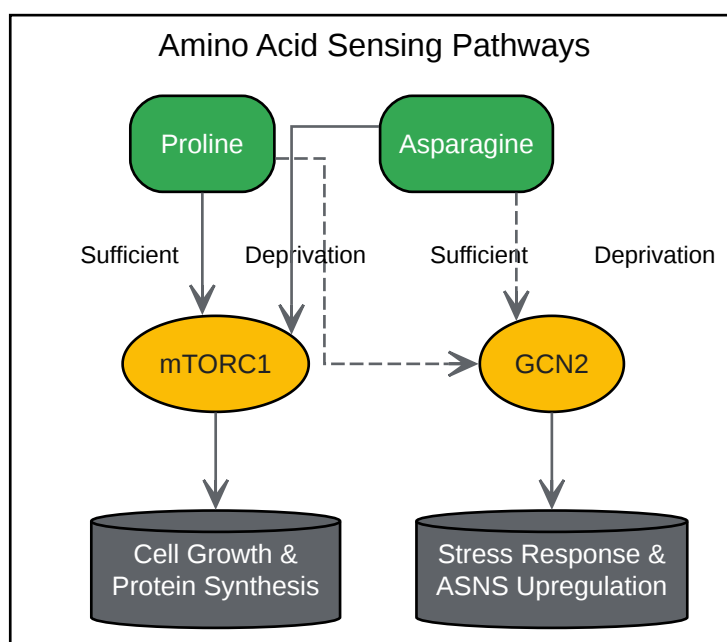 Amino Acid Sensing Pathways
Proline
Asparagine
Sufficient
Deprivation
Sufficient
Deprivation
mTORC1
GCN2
Cell Growth &
Protein Synthesis
Stress Response &
ASNS Upregulation